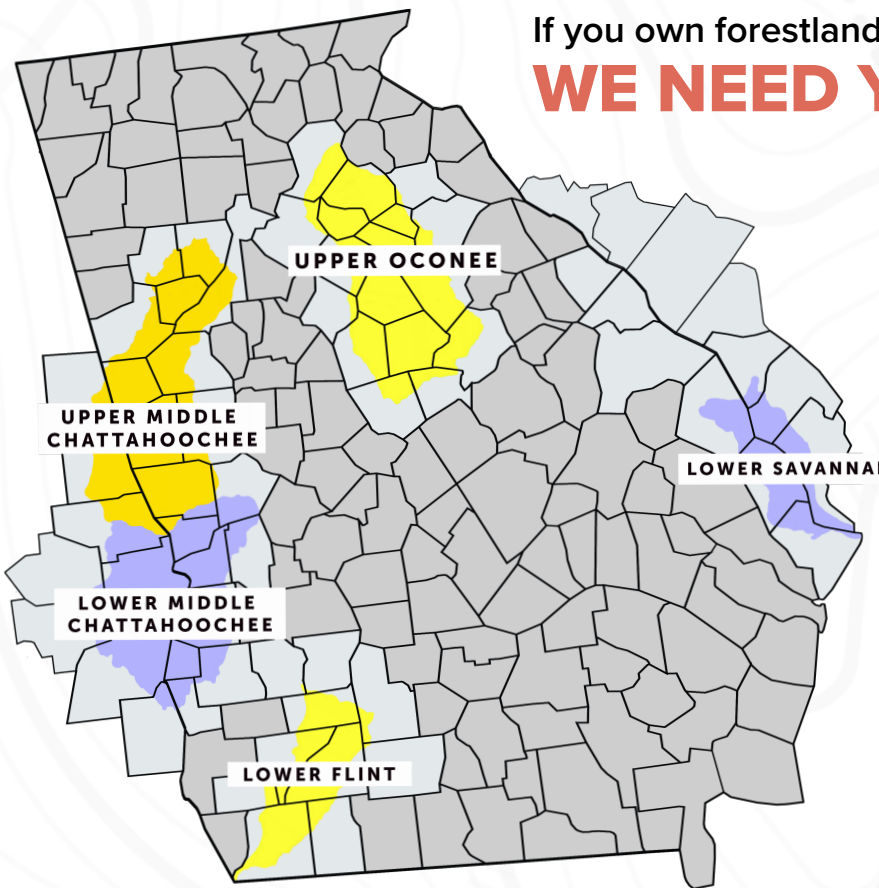 If you own forestland
WE NEED
UPPER OCONEE
UPPER MIDDLE
CHATTAHOOCHEE
LOWER SAVANNA
LOWER MIDDLE
CHATTAHOOCHEE
LOWER FLINT